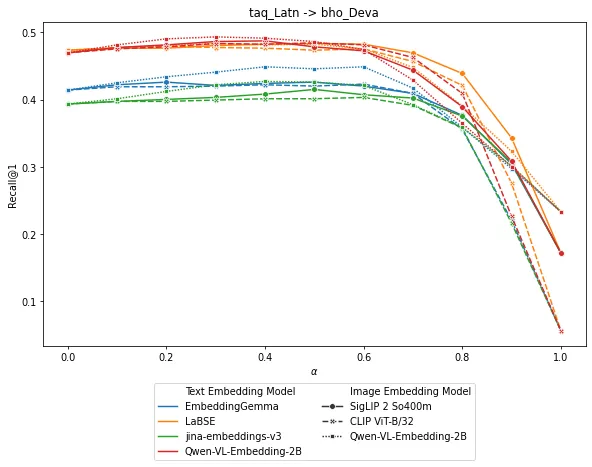 taq_Latn -> bho_Deva
Recall@1
0.5
0.4
0.3
0.2
0.1
0.0 0.2 0.4 0.6 0.8 1.0
α
Text Embedding Model
EmbeddingGemma
LaBSE
jina-embeddings-v3
Qwen-VL-Embedding-2B
Image Embedding Model
SigLIP 2 So400m
CLIP ViT-B/32
Qwen-VL-Embedding-2B